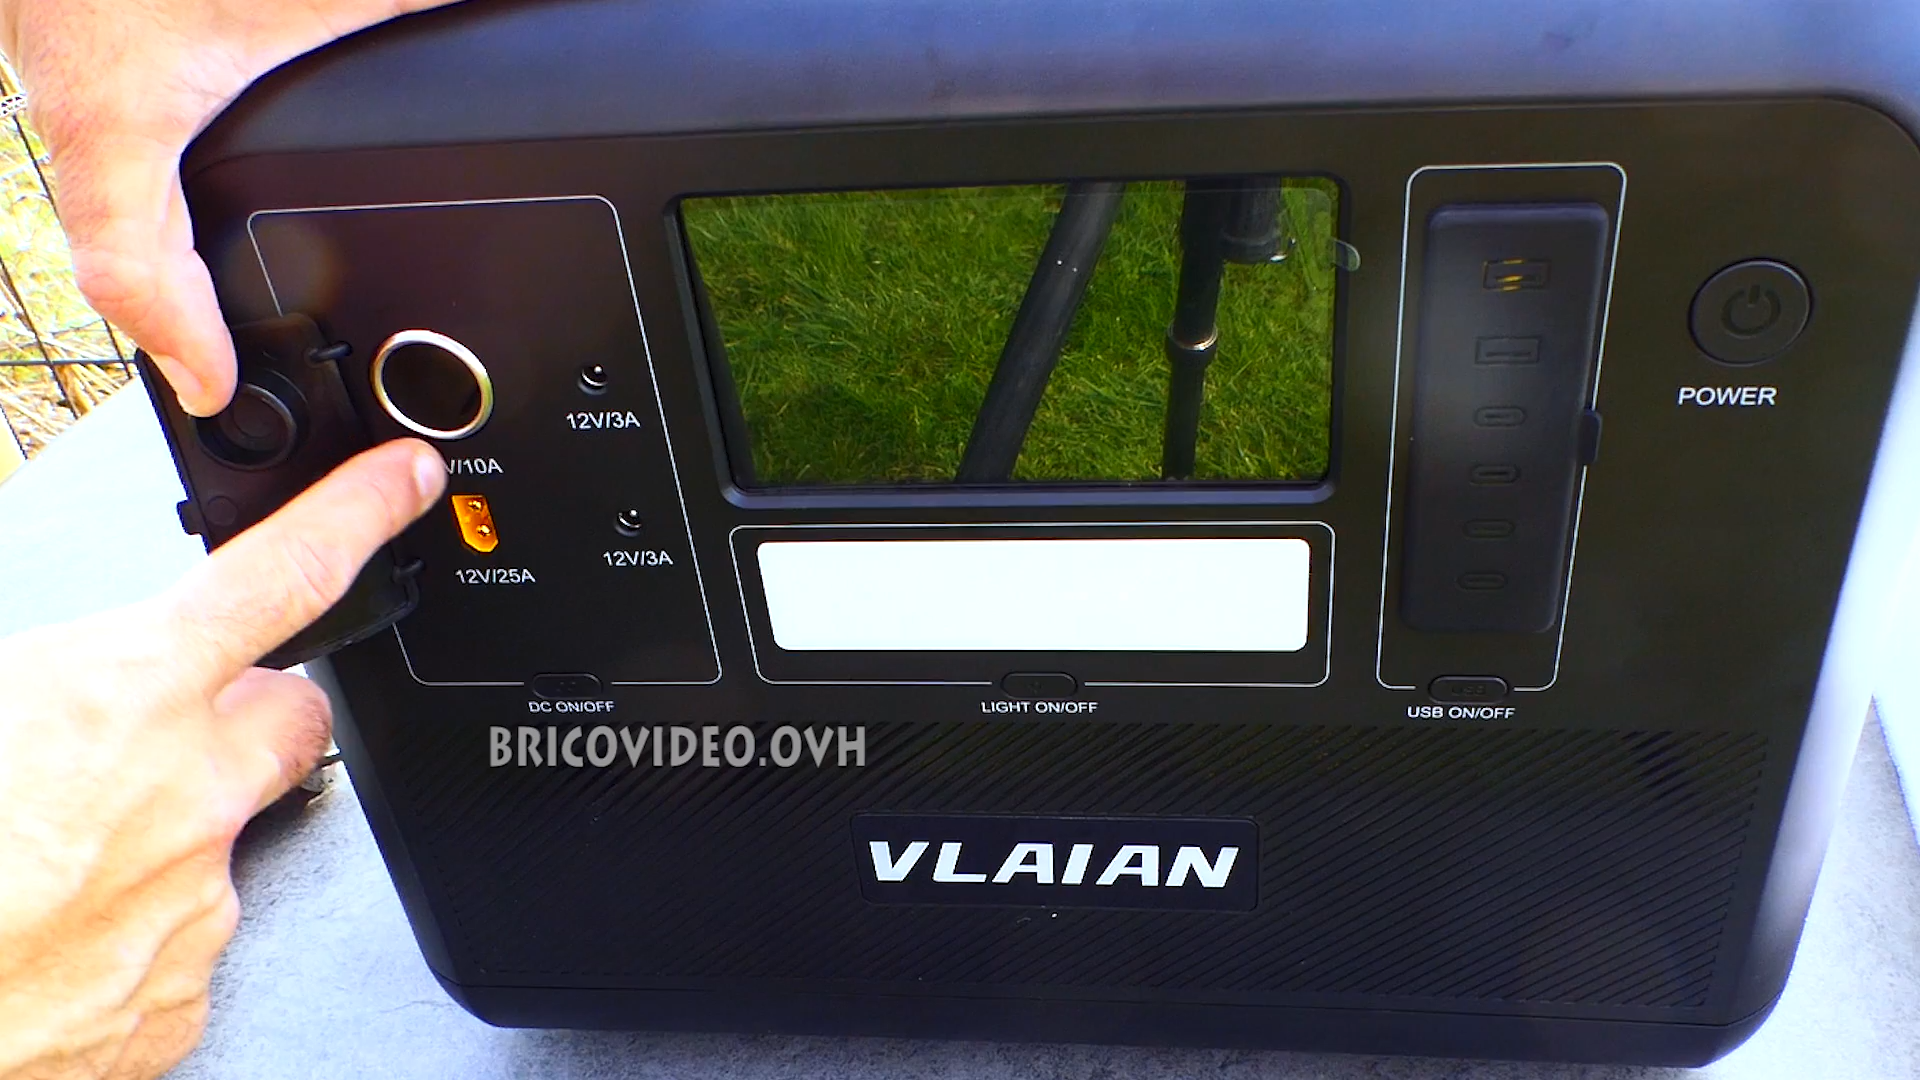 12V/3A
V/10A
12V/3A
12V/25A
POWER
DC ON/OFF
LIGHT ON/OFF
USB ON/OFF
BRICOVIDEO.OVH
VLAIAN